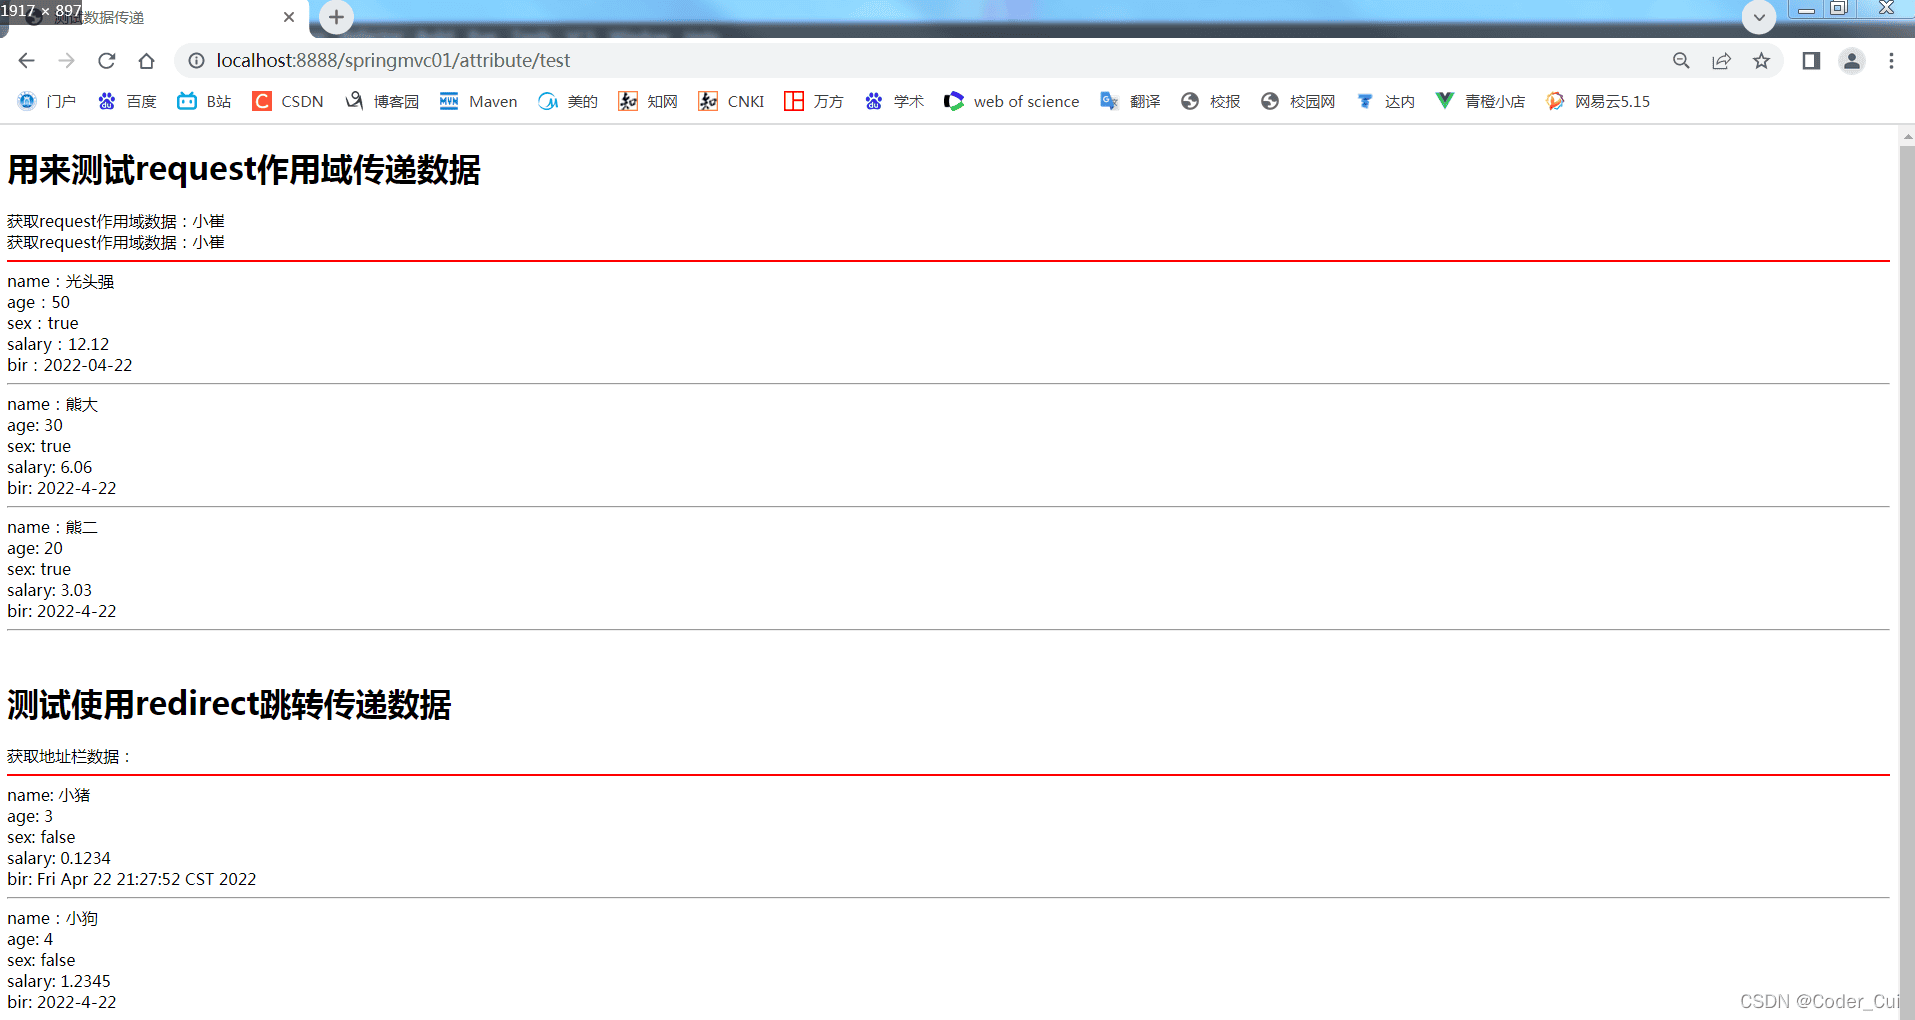 1917 × 897
测试数据传递
localhost:8888/springmvc01/attribute/test
门户 百度 B站 CSDN 博客园 Maven 美的 知网 CNKI 万方 学术 web of science 翻译 校报 校园网 达内 青橙小店 网易云5.15
用来测试request作用域传递数据
获取request作用域数据：小崔
获取request作用域数据：小崔
name：光头强
age：50
sex：true
salary：12.12
bir：2022-04-22
name：熊大
age: 30
sex: true
salary: 6.06
bir: 2022-4-22
name：熊二
age: 20
sex: true
salary: 3.03
bir: 2022-4-22
测试使用redirect跳转传递数据
获取地址栏数据：
name: 小猪
age: 3
sex: false
salary: 0.1234
bir: Fri Apr 22 21:27:52 CST 2022
name：小狗
age: 4
sex: false
salary: 1.2345
bir: 2022-4-22
CSDN @Coder_Cui